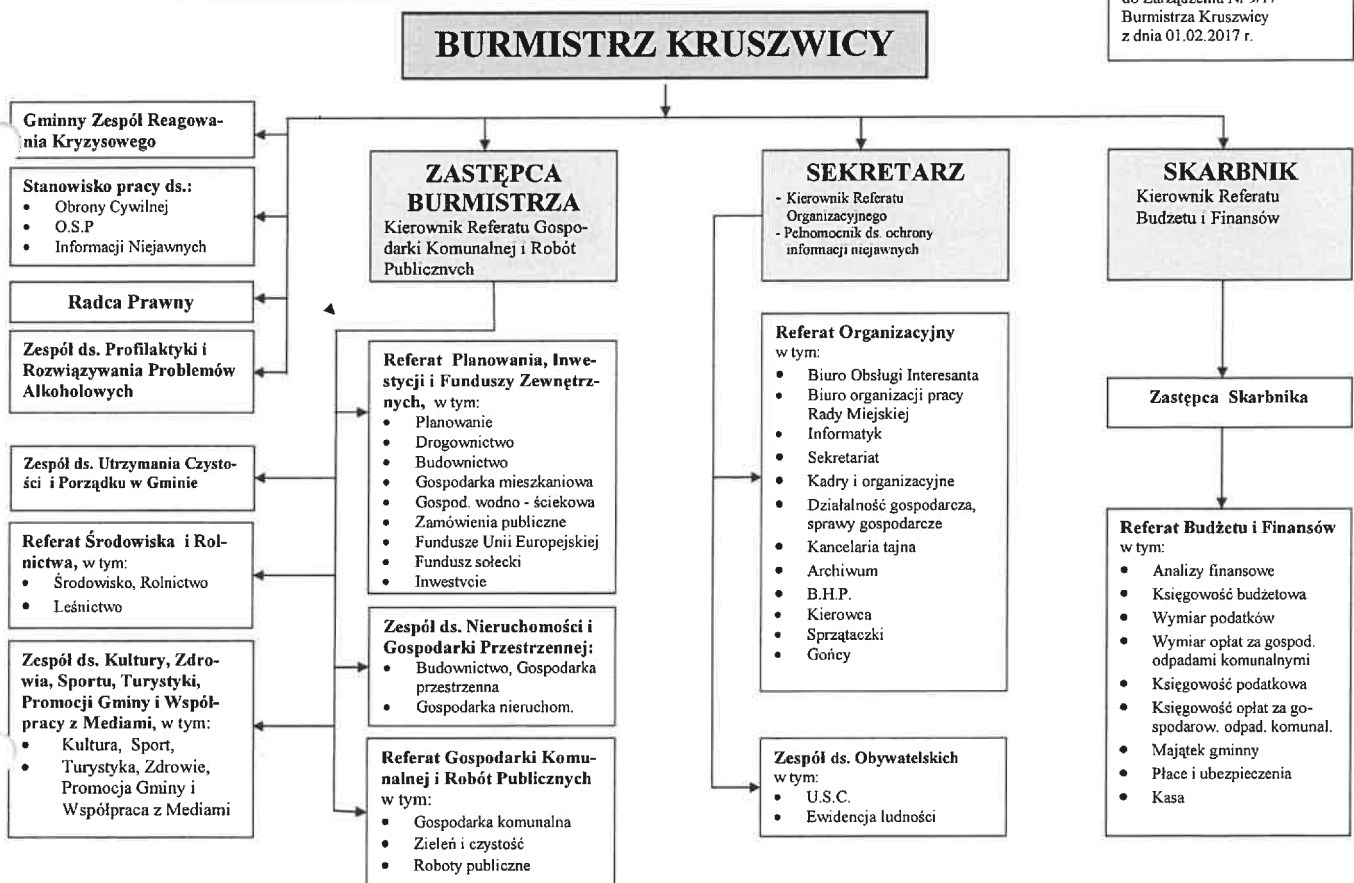 do Zarządzenia Nr 9/17
Burmistrza Kruszwicy
z dnia 01.02.2017 r.
BURMISTRZ KRUSZWICY
Gminny Zespół Reagowa-
nia Kryzysowego
Stanowisko pracy ds.:
• Obrony Cywilnej
• O.S.P
• Informacji Niejawnych
Radca Prawny
Zespół ds. Profilaktyki i
Rozwiązywania Problemów
Alkoholowych
Zespół ds. Utrzymania Czysto-
ści i Porządku w Gminie
Referat Środowiska i Rol-
nictwa, w tym:
• Środowisko, Rolnictwo
• Leśnictwo
Zespół ds. Kultury, Zdro-
wia, Sportu, Turystyki,
Promocji Gminy i Współ-
pracy z Mediami, w tym:
• Kultura, Sport,
• Turystyka, Zdrowie,
Promocja Gminy i
Współpraca z Mediami
ZASTĘPCA
BURMISTRZA
Kierownik Referatu Gospo-
darki Komunalnej i Robót
Publicznych
Referat Planowania, Inwe-
stycji i Funduszy Zewnętrz-
nych, w tym:
• Planowanie
• Drogownictwo
• Budownictwo
• Gospodarka mieszkaniowa
• Gospod. wodno - ściekowa
• Zamówienia publiczne
• Fundusze Unii Europejskiej
• Fundusz sołecki
• Inwestycje
Zespół ds. Nieruchomości i
Gospodarki Przestrzennej:
• Budownictwo, Gospodarka
przestrzenna
• Gospodarka nieruchom.
Referat Gospodarki Komu-
nalnej i Robót Publicznych
w tym:
• Gospodarka komunalna
• Zieleń i czystość
• Roboty publiczne
SEKRETARZ
- Kierownik Referatu
Organizacyjnego
- Pełnomocnik ds. ochrony
informacji niejawnych
Referat Organizacyjny
w tym:
• Biuro Obsługi Interesanta
• Biuro organizacji pracy
Rady Miejskiej
• Informatyk
• Sekretariat
• Kadry i organizacyjne
• Działalność gospodarcza,
sprawy gospodarcze
• Kancelaria tajna
• Archiwum
• B.H.P.
• Kierowca
• Sprzątaczki
• Gońcy
Zespół ds. Obywatelskich
w tym:
• U.S.C.
• Ewidencja ludności
SKARBNIK
Kierownik Referatu
Budżetu i Finansów
Zastępca Skarbnika
Referat Budżetu i Finansów
w tym:
• Analizy finansowe
• Księgowość budżetowa
• Wymiar podatków
• Wymiar opłat za gospod.
odpadami komunalnymi
• Księgowość podatkowa
• Księgowość opłat za go-
spodarow. odpad. komunal.
• Majątek gminny
• Płace i ubezpieczenia
• Kasa